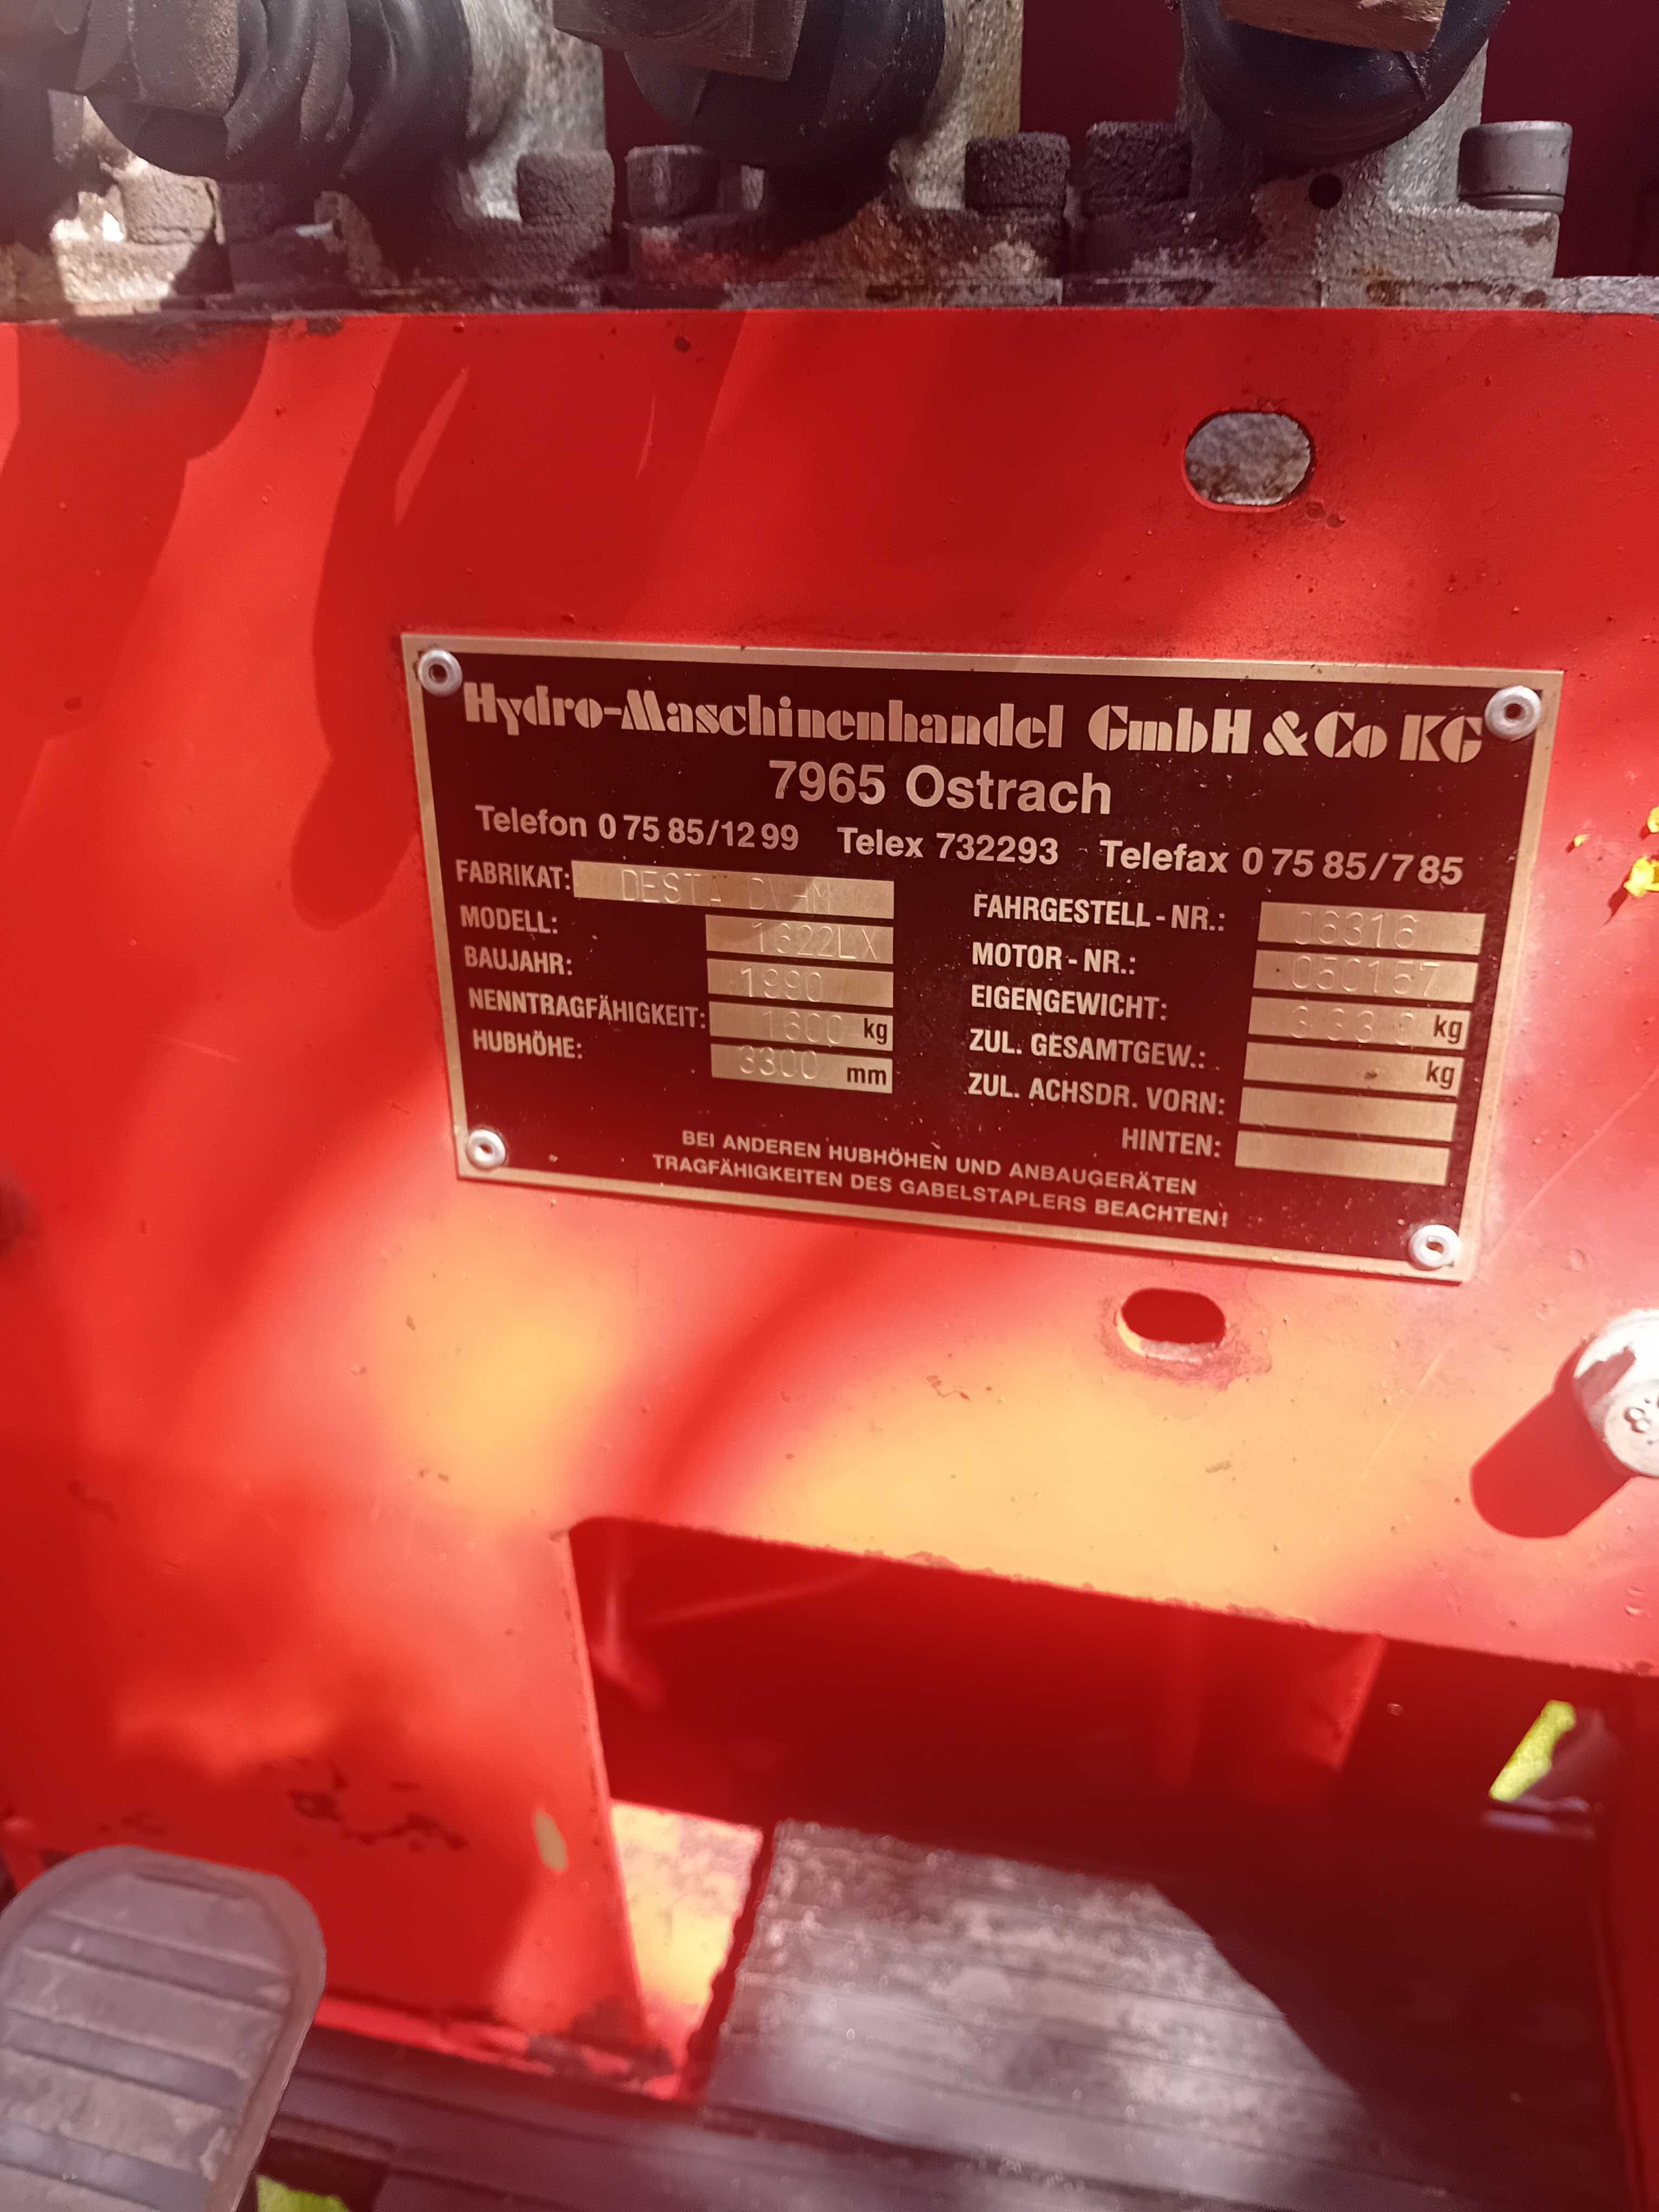 Hydro-Maschinenhandel GmbH & Co KG
7965 Ostrach
Telefon 0 75 85/12 99 Telex 732293 Telefax 0 75 85/7 85
FABRIKAT: DESTA
MODELL: 1622LX
BAUJAHR: 1990
NENNTRAGFÄHIGKEIT: 1600 kg
HUBHÖHE: 3300 mm
FAHRGESTELL-NR.: 06316
MOTOR-NR.: 050157
EIGENGEWICHT: kg
ZUL. GESAMTGEW.: kg
ZUL. ACHSDR. VORN:
HINTEN:
BEI ANDEREN HUBHÖHEN UND ANBAUGERÄTEN
TRAGFÄHIGKEITEN DES GABELSTAPLERS BEACHTEN!